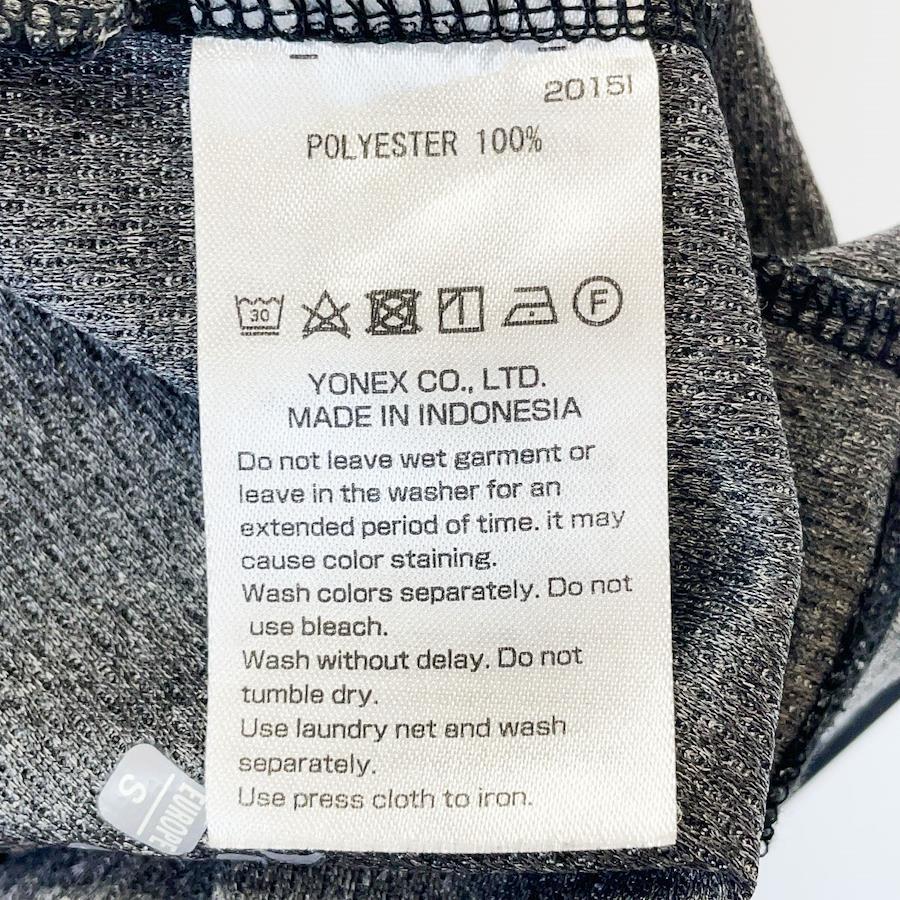 20151
POLYESTER 100%
30
F
YONEX CO., LTD.
MADE IN INDONESIA
Do not leave wet garment or
leave in the washer for an
extended period of time. it may
cause color staining.
Wash colors separately. Do not
use bleach.
Wash without delay. Do not
tumble dry.
Use laundry net and wash
separately.
Use press cloth to iron.
S
EUROPE